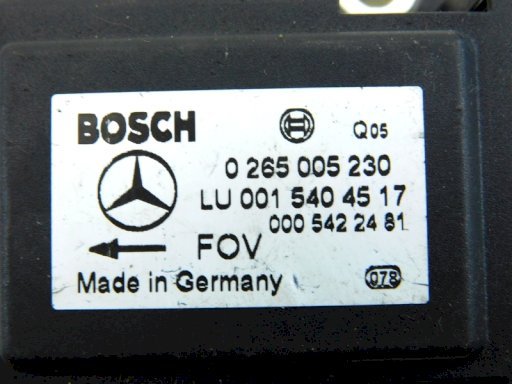 BOSCH Q05
0 265 005 230
LU 001 540 45 17
000 542 24 81
FOV
Made in Germany 078